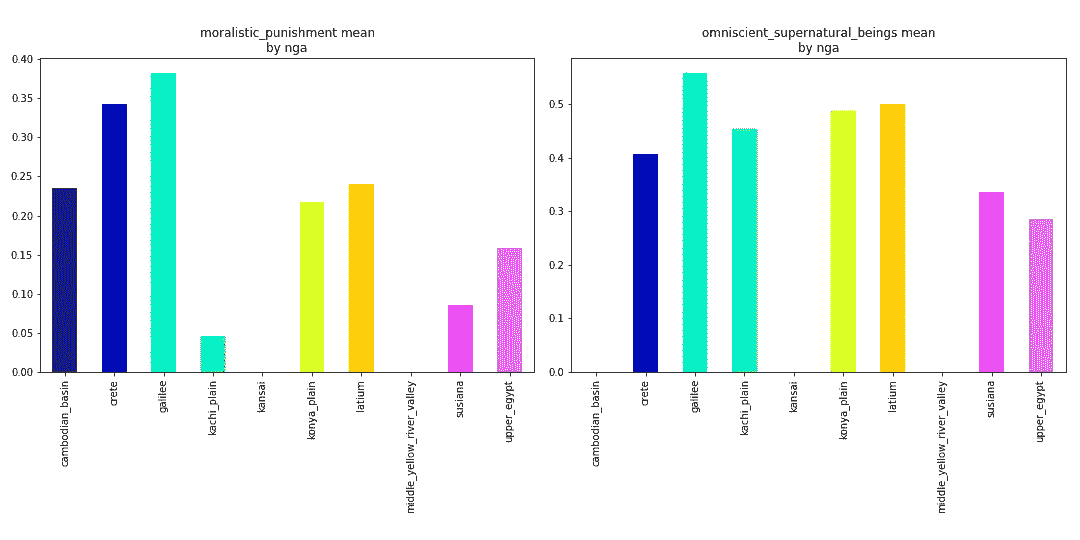 moralistic_punishment mean
by nga
0.40
0.35
0.30
0.25
0.20
0.15
0.10
0.05
0.00
cambodian_basin
crete
galilee
kachi_plain
kansai
konya_plain
latium
middle_yellow_river_valley
susiana
upper_egypt
omniscient_supernatural_beings mean
by nga
0.5
0.4
0.3
0.2
0.1
0.0
cambodian_basin
crete
galilee
kachi_plain
kansai
konya_plain
latium
middle_yellow_river_valley
susiana
upper_egypt